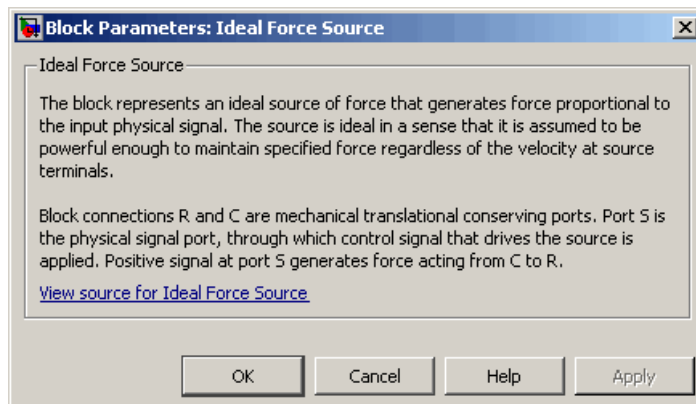 Block Parameters: Ideal Force Source
Ideal Force Source
The block represents an ideal source of force that generates force proportional to
the input physical signal. The source is ideal in a sense that it is assumed to be
powerful enough to maintain specified force regardless of the velocity at source
terminals.
Block connections R and C are mechanical translational conserving ports. Port S is
the physical signal port, through which control signal that drives the source is
applied. Positive signal at port S generates force acting from C to R.
View source for Ideal Force Source
OK Cancel Help Apply